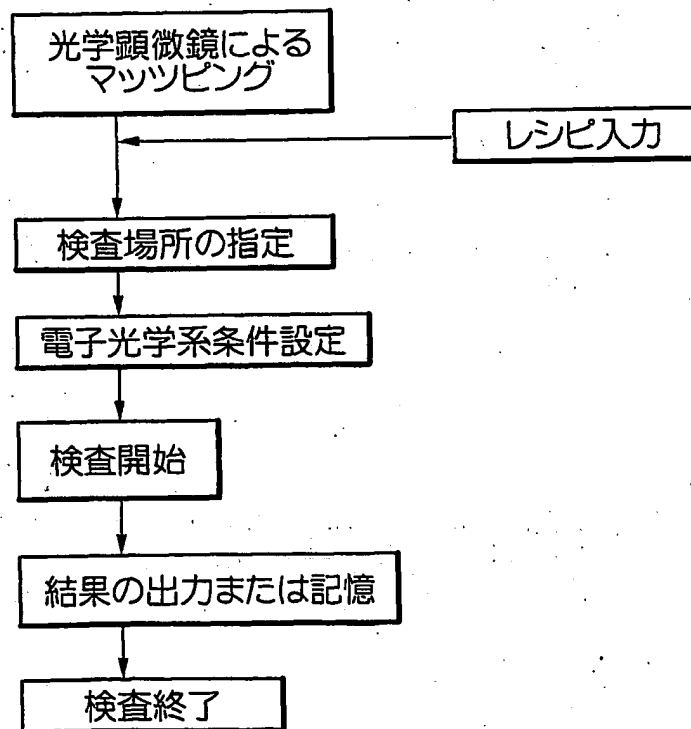 光学顕微鏡による
マッツピング
レシピ入力
検査場所の指定
電子光学系条件設定
検査開始
結果の出力または記憶
検査終了